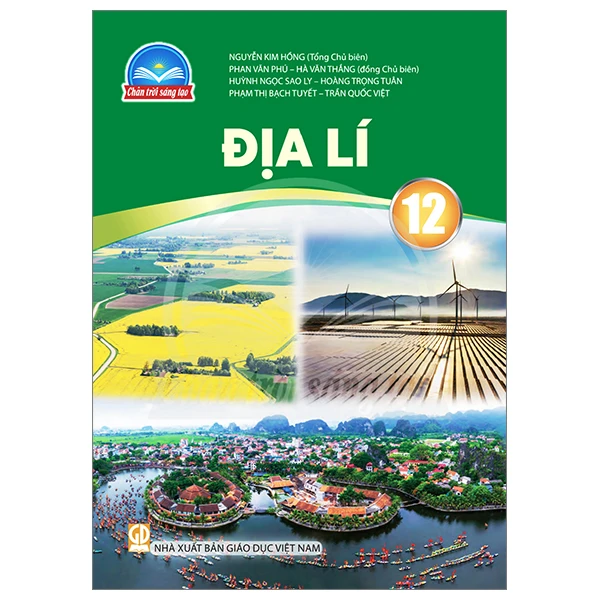 Chân trời sáng tạo
NGUYỄN KIM HỒNG (Tổng Chủ biên)
PHAN VĂN PHÚ – HÀ VĂN THẮNG (đồng Chủ biên)
HUỲNH NGỌC SAO LY – HOÀNG TRỌNG TUÂN
PHẠM THỊ BẠCH TUYẾT – TRẦN QUỐC VIỆT
ĐỊA LÍ
12
NHÀ XUẤT BẢN GIÁO DỤC VIỆT NAM